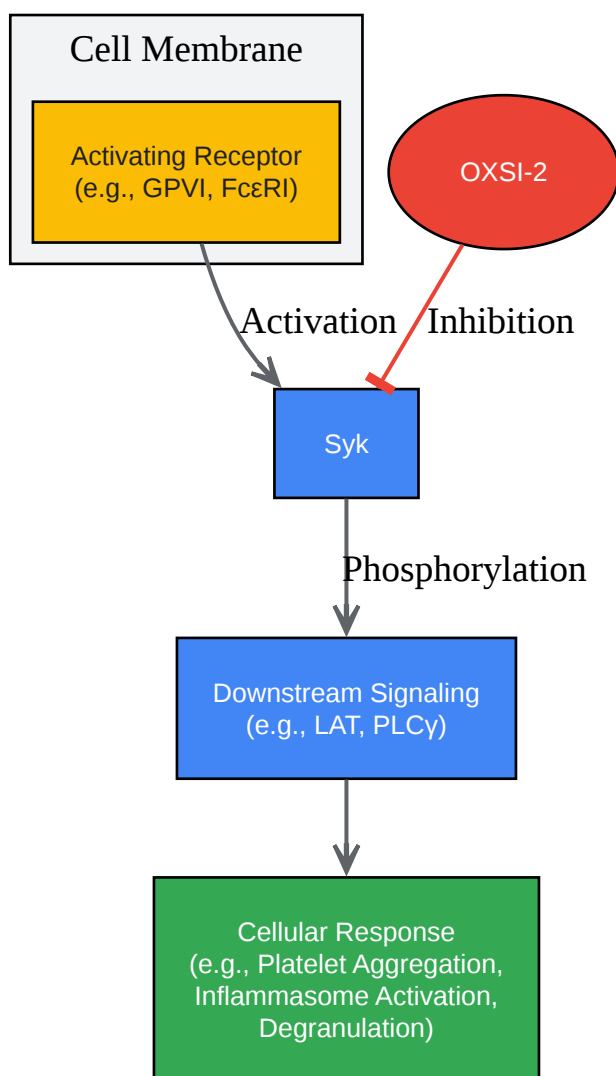 Cell Membrane
Activating Receptor
(e.g., GPVI, FcεRI)
OXSI-2
Activation
Inhibition
Syk
Phosphorylation
Downstream Signaling
(e.g., LAT, PLCγ)
Cellular Response
(e.g., Platelet Aggregation,
Inflammasome Activation,
Degranulation)